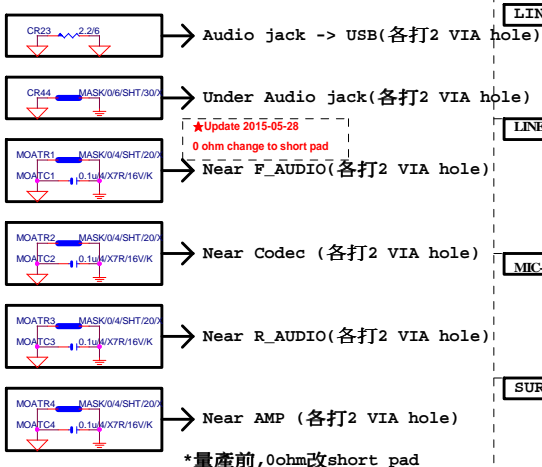 LIN
CR23 2.2/6
Audio jack -> USB(各打2 VIA hole)
CR44 MASK/0/6/SHT/30/X
Under Audio jack(各打2 VIA hole)
★Update 2015-05-28
0 ohm change to short pad
LINE
MOATR1 MASK/0/4/SHT/20/X
MOATC1 0.1u/4/X7R/16V/K
Near F_AUDIO(各打2 VIA hole)
MOATR2 MASK/0/4/SHT/20/X
MOATC2 0.1u/4/X7R/16V/K
Near Codec (各打2 VIA hole)
MIC-
MOATR3 MASK/0/4/SHT/20/X
MOATC3 0.1u/4/X7R/16V/K
Near R_AUDIO(各打2 VIA hole)
SUR
MOATR4 MASK/0/4/SHT/20/X
MOATC4 0.1u/4/X7R/16V/K
Near AMP (各打2 VIA hole)
*量產前,0ohm改short pad